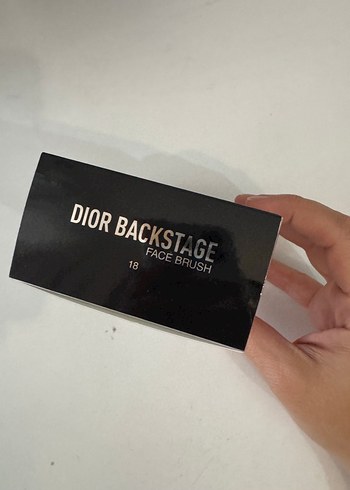 DIOR BACKSTAGE
FACE BRUSH
18